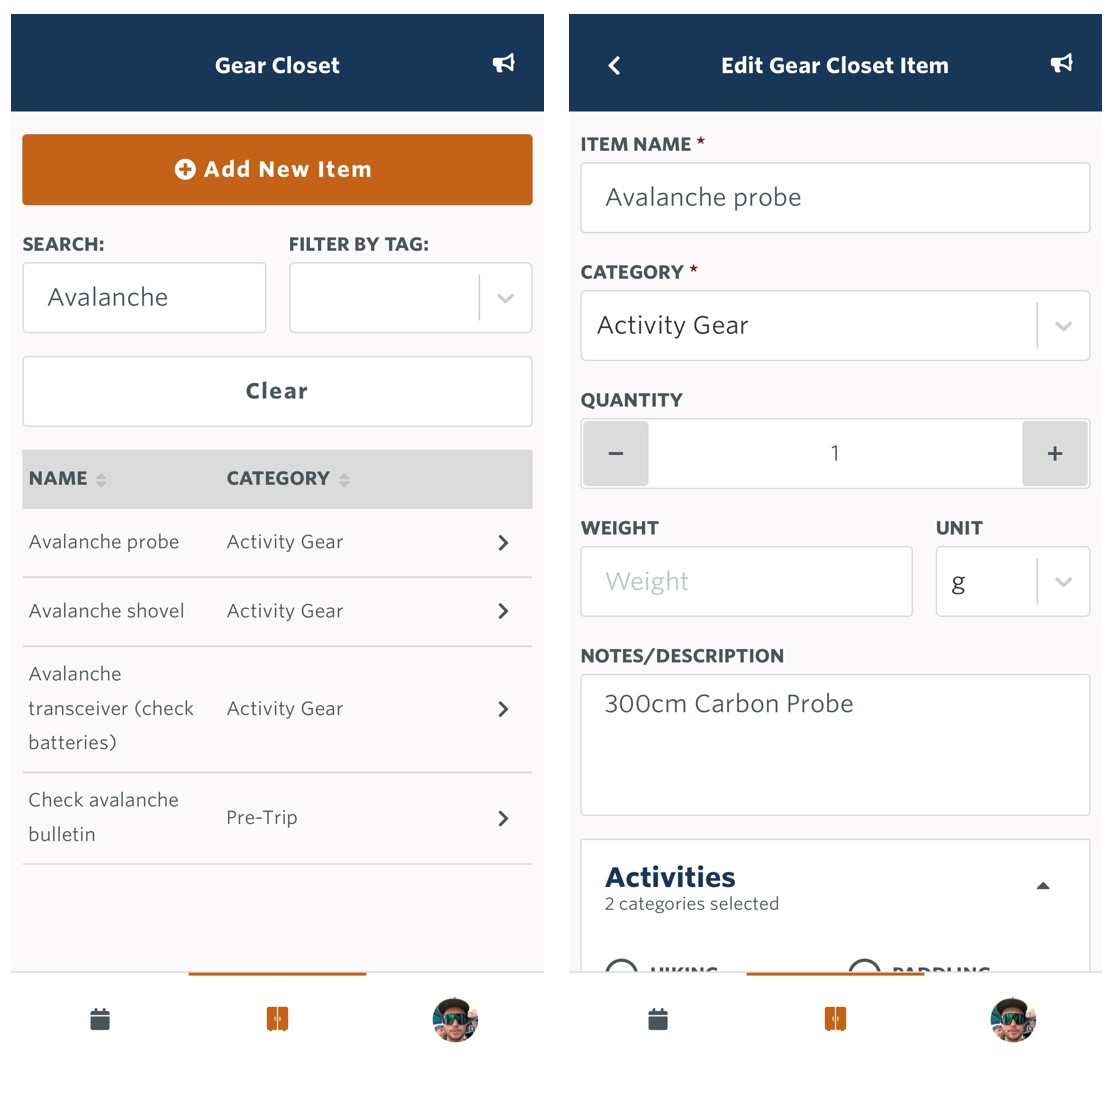 Gear Closet
Add New Item
SEARCH:
FILTER BY TAG:
Avalanche
Clear
NAME
CATEGORY
Avalanche probe
Activity Gear
Avalanche shovel
Activity Gear
Avalanche
transceiver (check
batteries)
Activity Gear
Check avalanche
bulletin
Pre-Trip
Edit Gear Closet Item
ITEM NAME *
Avalanche probe
CATEGORY *
Activity Gear
QUANTITY
− 1 +
WEIGHT
UNIT
Weight
g
NOTES/DESCRIPTION
300cm Carbon Probe
Activities
2 categories selected
HIKING
PADDLING